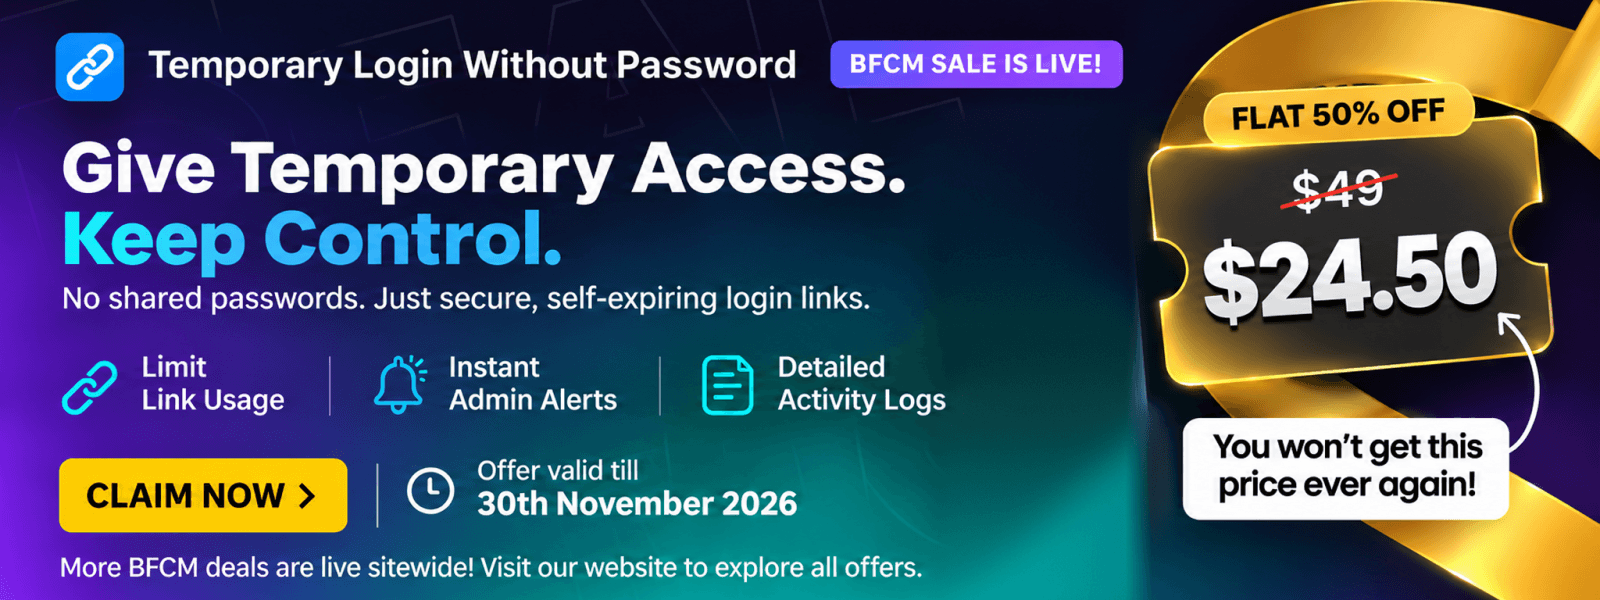 Temporary Login Without Password
BFCM SALE IS LIVE!
Give Temporary Access.
Keep Control.
No shared passwords. Just secure, self-expiring login links.
Limit
Link Usage
Instant
Admin Alerts
Detailed
Activity Logs
CLAIM NOW
Offer valid till
30th November 2026
More BFCM deals are live sitewide! Visit our website to explore all offers.
FLAT 50% OFF
$49
$24.50
You won't get this
price ever again!